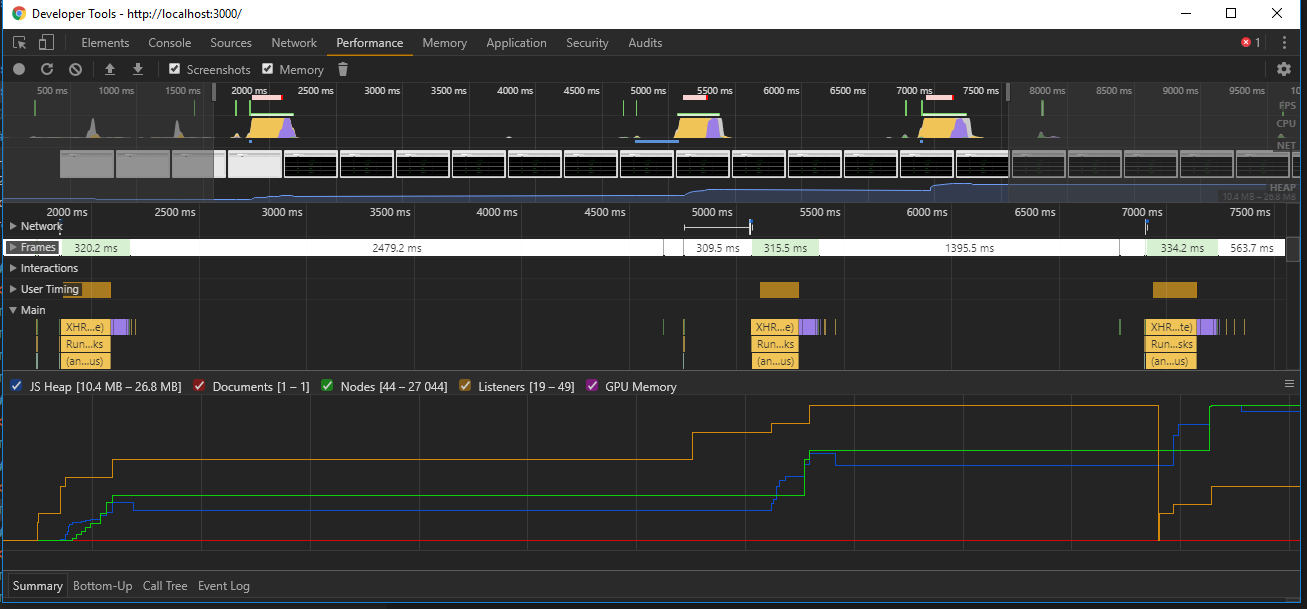 Developer Tools - http://localhost:3000/
Elements Console Sources Network Performance Memory Application Security Audits 1
Screenshots Memory
500 ms 1000 ms 1500 ms 2000 ms 2500 ms 3000 ms 3500 ms 4000 ms 4500 ms 5000 ms 5500 ms 6000 ms 6500 ms 7000 ms 7500 ms 8000 ms 8500 ms 9000 ms 9500 ms 10
FPS
CPU
NET
HEAP
10.4 MB – 26.8 MB
2000 ms 2500 ms 3000 ms 3500 ms 4000 ms 4500 ms 5000 ms 5500 ms 6000 ms 6500 ms 7000 ms 7500 ms
Network
Frames 320.2 ms 2479.2 ms 309.5 ms 315.5 ms 1395.5 ms 334.2 ms 563.7 ms
Interactions
User Timing
Main
XHR...e) XHR...e) XHR...te)
Run...ks Run...ks Run...sks
(an...us) (an...us) (an...us)
JS Heap [10.4 MB – 26.8 MB] Documents [1 – 1] Nodes [44 – 27 044] Listeners [19 – 49] GPU Memory
Summary Bottom-Up Call Tree Event Log